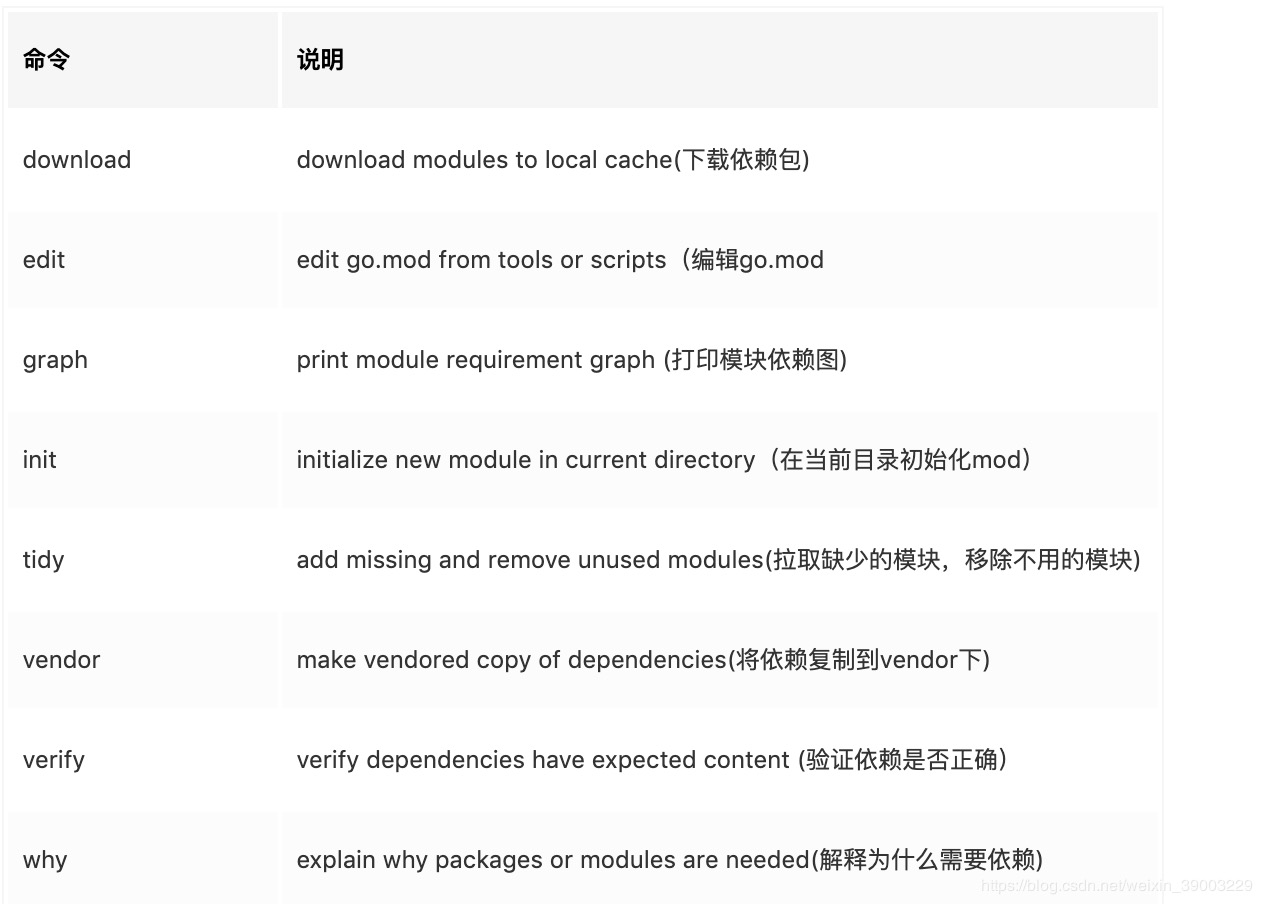 命令 说明
download download modules to local cache(下载依赖包)
edit edit go.mod from tools or scripts（编辑go.mod
graph print module requirement graph (打印模块依赖图)
init initialize new module in current directory（在当前目录初始化mod）
tidy add missing and remove unused modules(拉取缺少的模块，移除不用的模块)
vendor make vendored copy of dependencies(将依赖复制到vendor下)
verify verify dependencies have expected content (验证依赖是否正确）
why explain why packages or modules are needed(解释为什么需要依赖)
https://blog.csdn.net/weixin_39003229